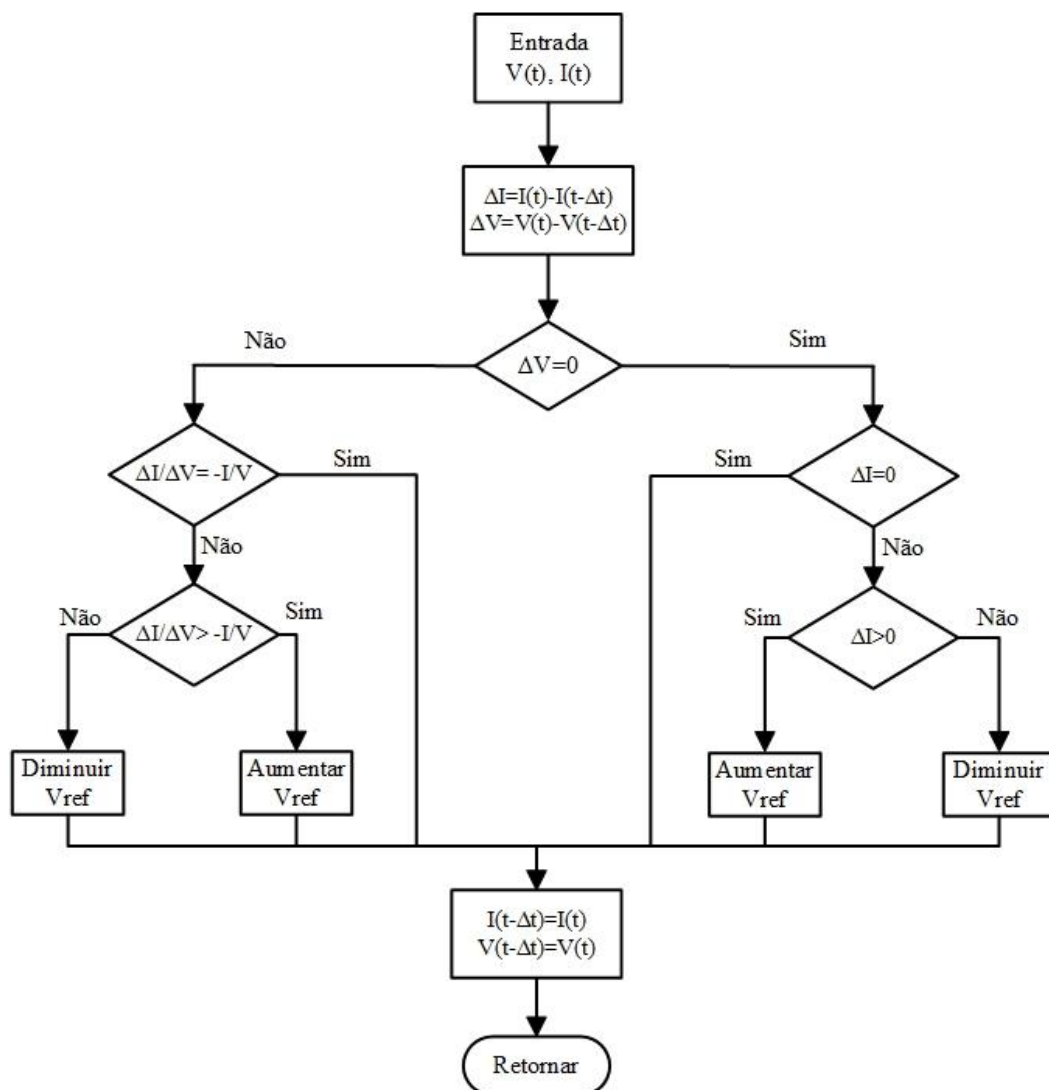 Entrada
V(t), I(t)
ΔI=I(t)-I(t-Δt)
ΔV=V(t)-V(t-Δt)
Não
Sim
ΔV=0
ΔI/ΔV= -I/V
Sim
Sim
ΔI=0
Não
Não
Não
ΔI/ΔV> -I/V
Sim
Sim
ΔI>0
Não
Diminuir
Vref
Aumentar
Vref
Aumentar
Vref
Diminuir
Vref
I(t-Δt)=I(t)
V(t-Δt)=V(t)
Retornar